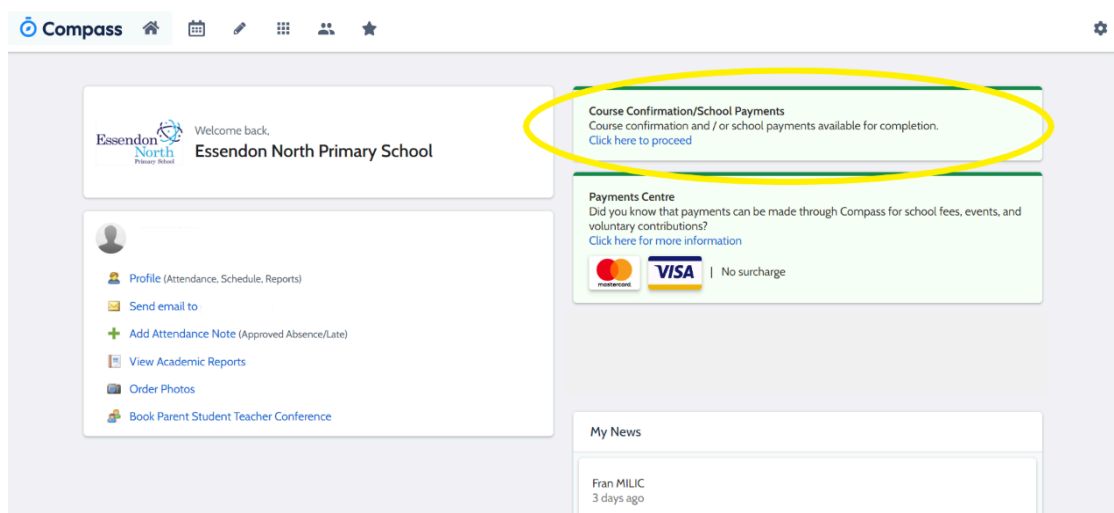 Compass
Essendon
North
Primary School
Welcome back,
Essendon North Primary School
Profile (Attendance, Schedule, Reports)
Send email to
Add Attendance Note (Approved Absence/Late)
View Academic Reports
Order Photos
Book Parent Student Teacher Conference
Course Confirmation/School Payments
Course confirmation and / or school payments available for completion.
Click here to proceed
Payments Centre
Did you know that payments can be made through Compass for school fees, events, and
voluntary contributions?
Click here for more information
mastercard
VISA
| No surcharge
My News
Fran MILIC
3 days ago